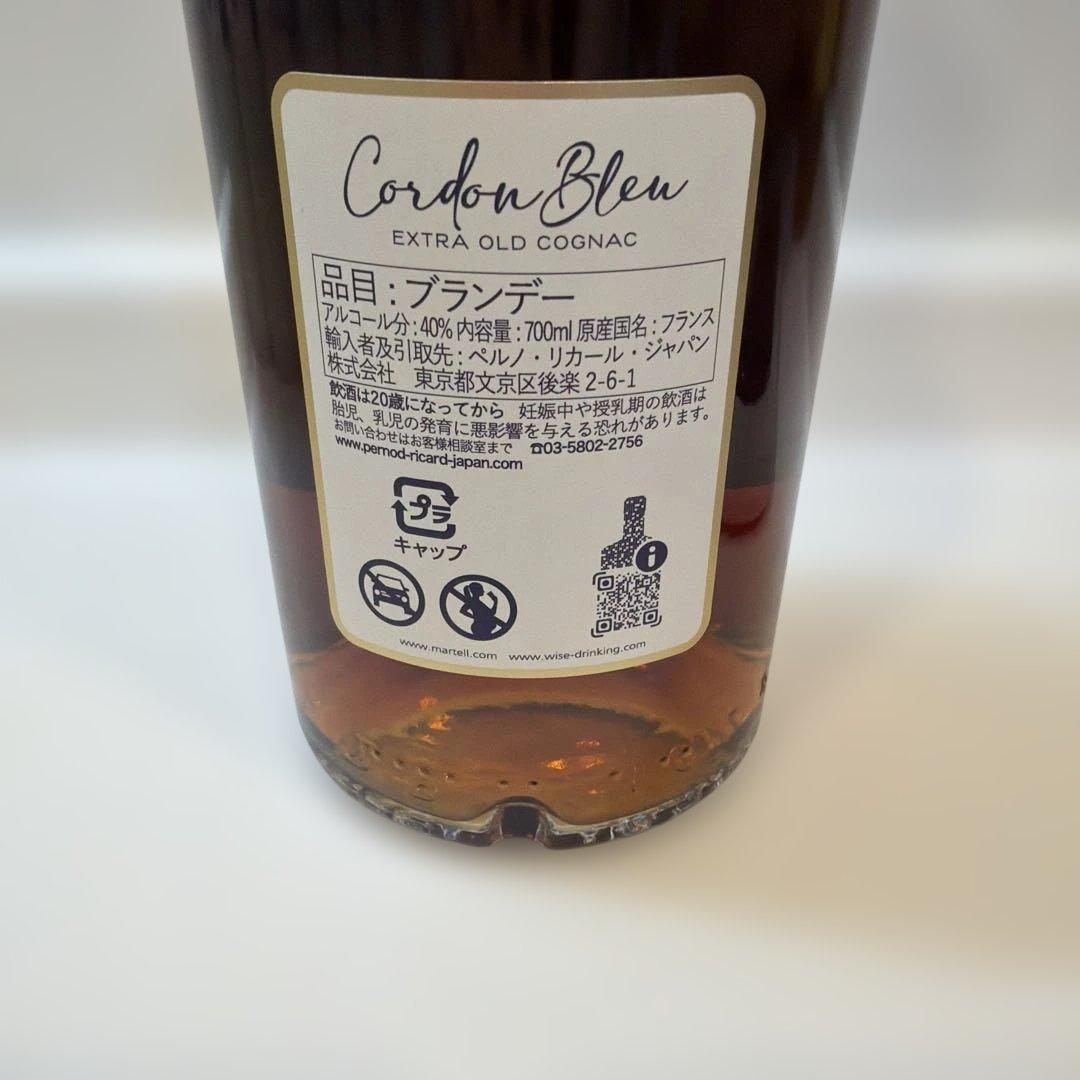 Cordon Bleu
EXTRA OLD COGNAC
品目：ブランデー
アルコール分：40% 内容量：700ml 原産国名：フランス
輸入者及引取先：ペルノ・リカール・ジャパン
株式会社　東京都文京区後楽 2-6-1
飲酒は20歳になってから　妊娠中や授乳期の飲酒は
胎児、乳児の発育に悪影響を与える恐れがあります。
お問い合わせはお客様相談室まで　☎03-5802-2756
www.pernod-ricard-japan.com
プラ
キャップ
i
www.martell.com www.wise-drinking.com